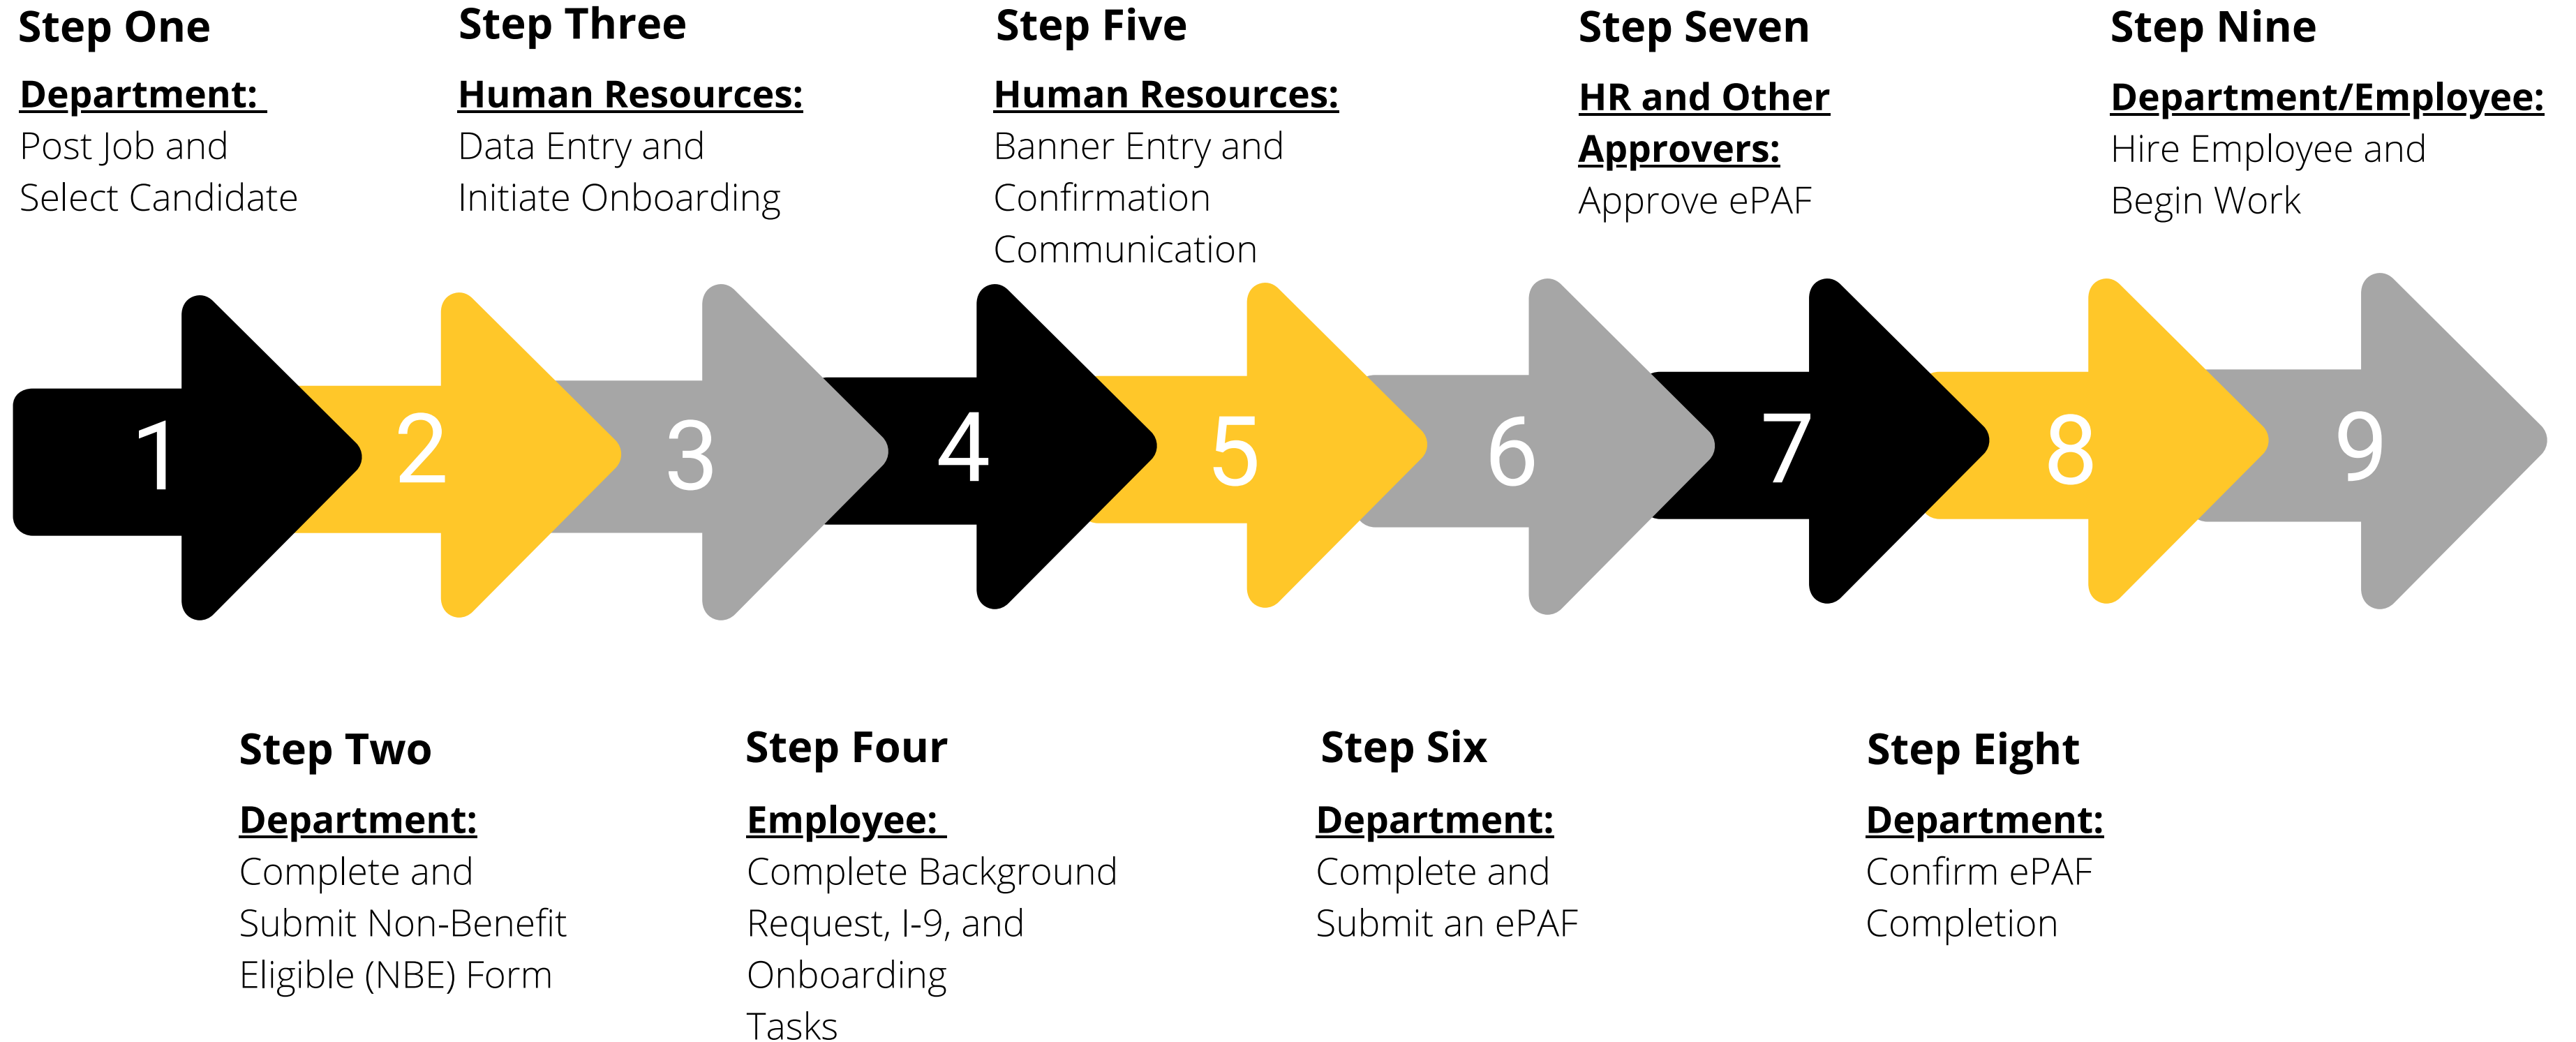 Step One
Department:
Post Job and
Select Candidate
Step Three
Human Resources:
Data Entry and
Initiate Onboarding
Step Five
Human Resources:
Banner Entry and
Confirmation
Communication
Step Seven
HR and Other
Approvers:
Approve ePAF
Step Nine
Department/Employee:
Hire Employee and
Begin Work
1
2
3
4
5
6
7
8
9
Step Two
Department:
Complete and
Submit Non-Benefit
Eligible (NBE) Form
Step Four
Employee:
Complete Background
Request, I-9, and
Onboarding
Tasks
Step Six
Department:
Complete and
Submit an ePAF
Step Eight
Department:
Confirm ePAF
Completion